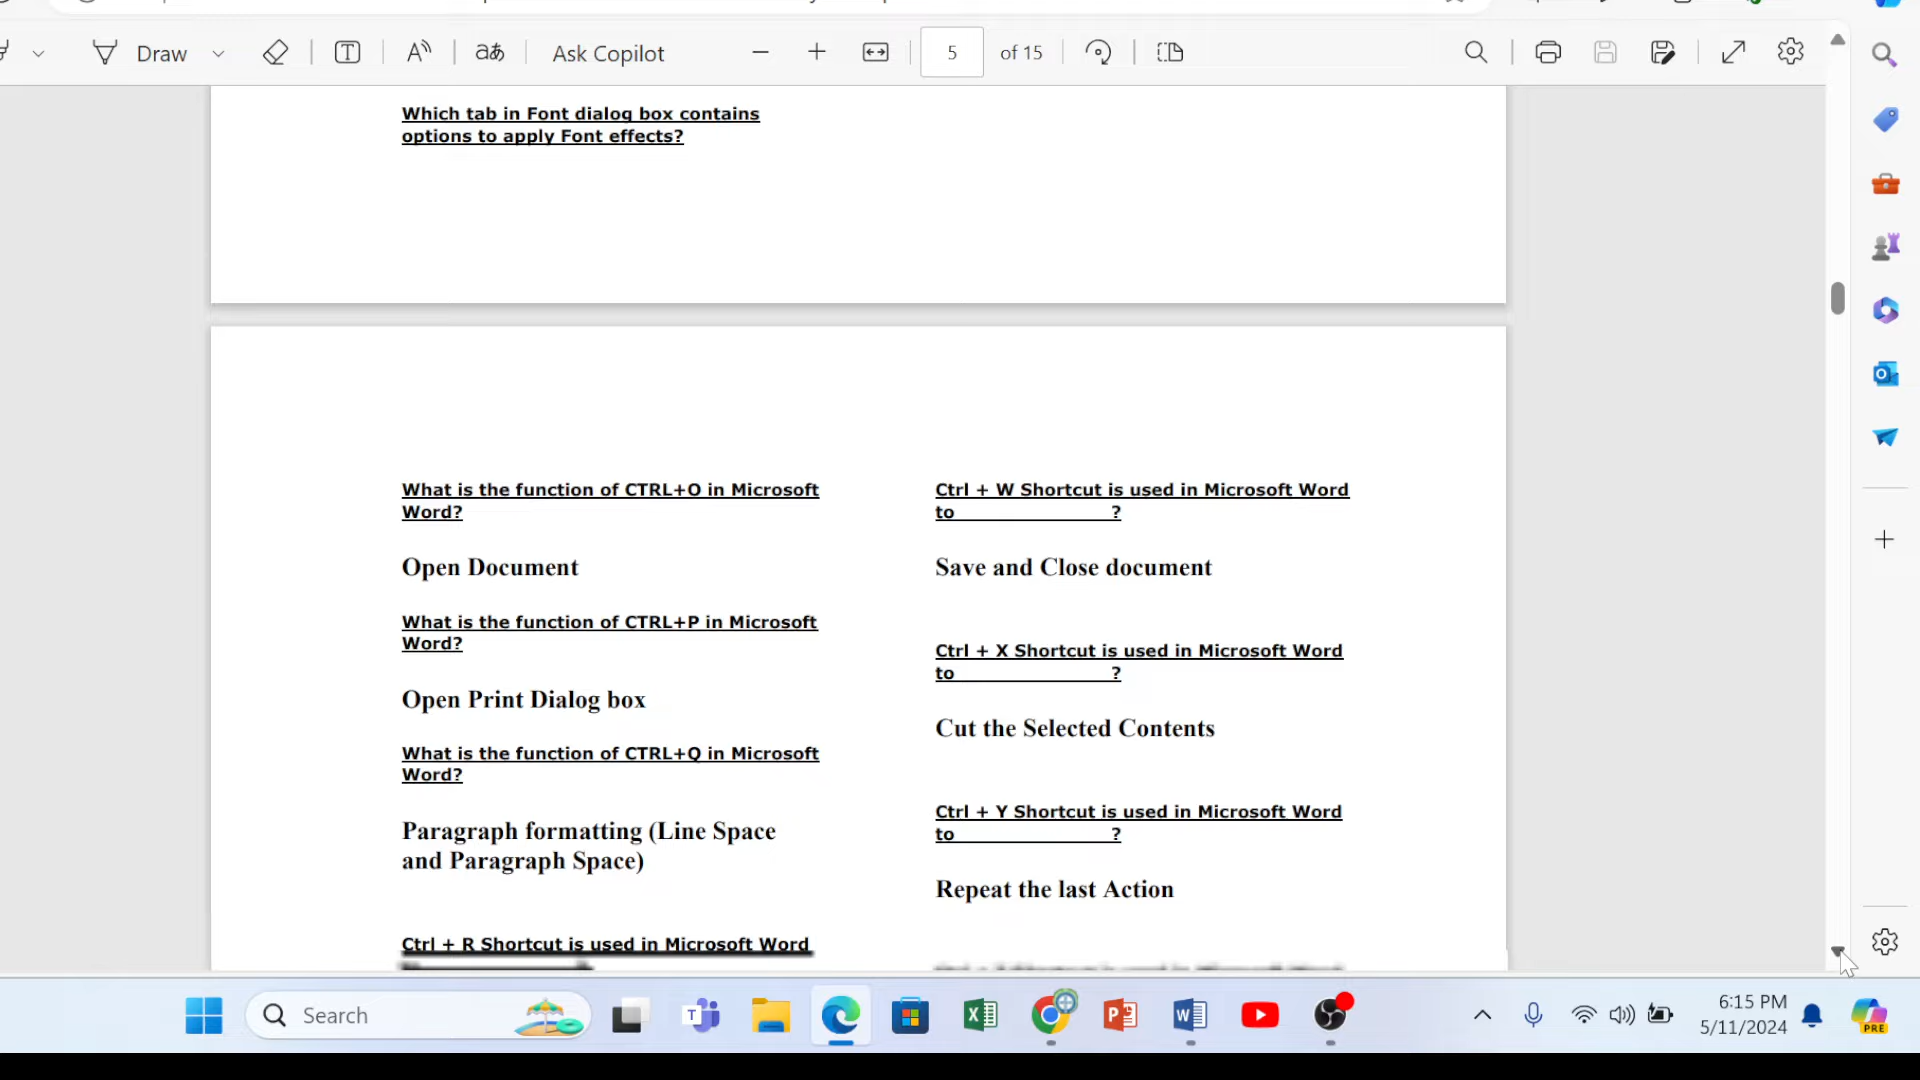 Draw
Ask Copilot
5 of 15
Which tab in Font dialog box contains
options to apply Font effects?
What is the function of CTRL+O in Microsoft
Word?
Open Document
What is the function of CTRL+P in Microsoft
Word?
Open Print Dialog box
What is the function of CTRL+Q in Microsoft
Word?
Paragraph formatting (Line Space
and Paragraph Space)
Ctrl + R Shortcut is used in Microsoft Word
Ctrl + W Shortcut is used in Microsoft Word
to ________________?
Save and Close document
Ctrl + X Shortcut is used in Microsoft Word
to ________________?
Cut the Selected Contents
Ctrl + Y Shortcut is used in Microsoft Word
to ________________?
Repeat the last Action
Search
6:15 PM
5/11/2024
PRE